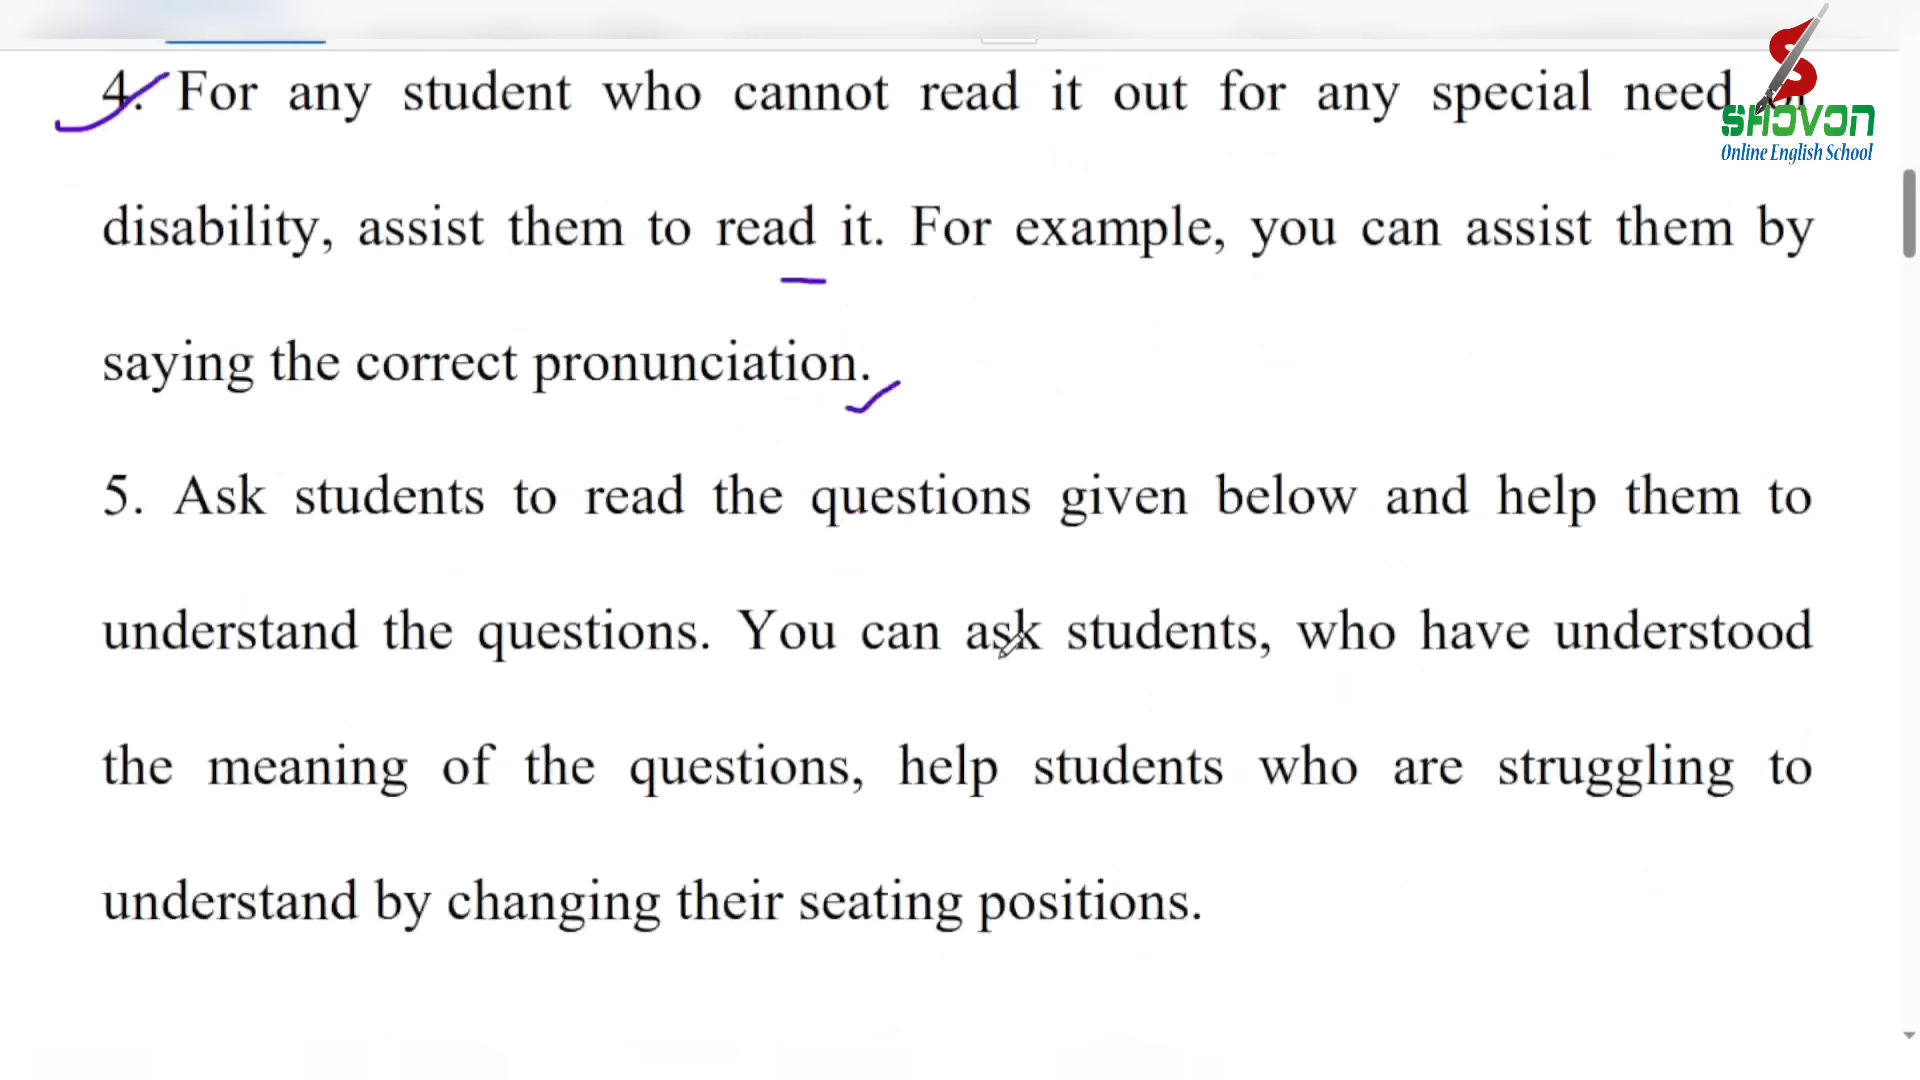 4. For any student who cannot read it out for any special need
disability, assist them to read it. For example, you can assist them by
saying the correct pronunciation.
5. Ask students to read the questions given below and help them to
understand the questions. You can ask students, who have understood
the meaning of the questions, help students who are struggling to
understand by changing their seating positions.
SHOVON
Online English School